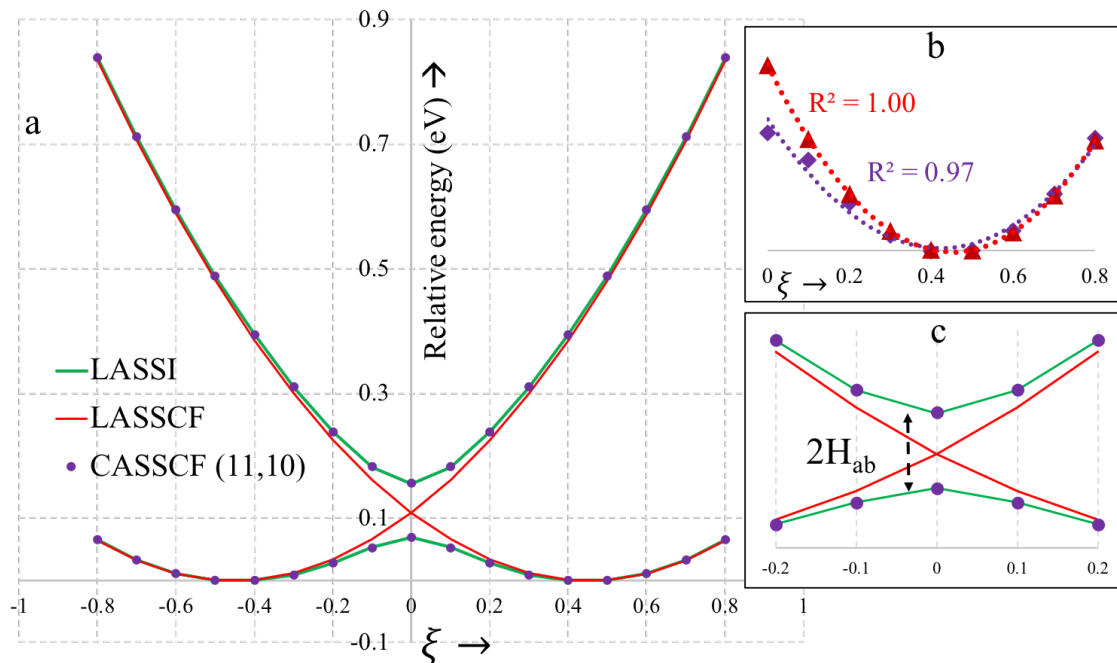 a
0.9
0.7
0.5
0.3
0.1
-0.1
Relative energy (eV) →
LASSI
LASSCF
CASSCF (11,10)
-1 -0.8 -0.6 -0.4 -0.2 0 0.2 0.4 0.6 0.8 1
ξ →
b
R² = 1.00
R² = 0.97
0 0.2 0.4 0.6 0.8
ξ →
c
2Hab
-0.2 -0.1 0 0.1 0.2